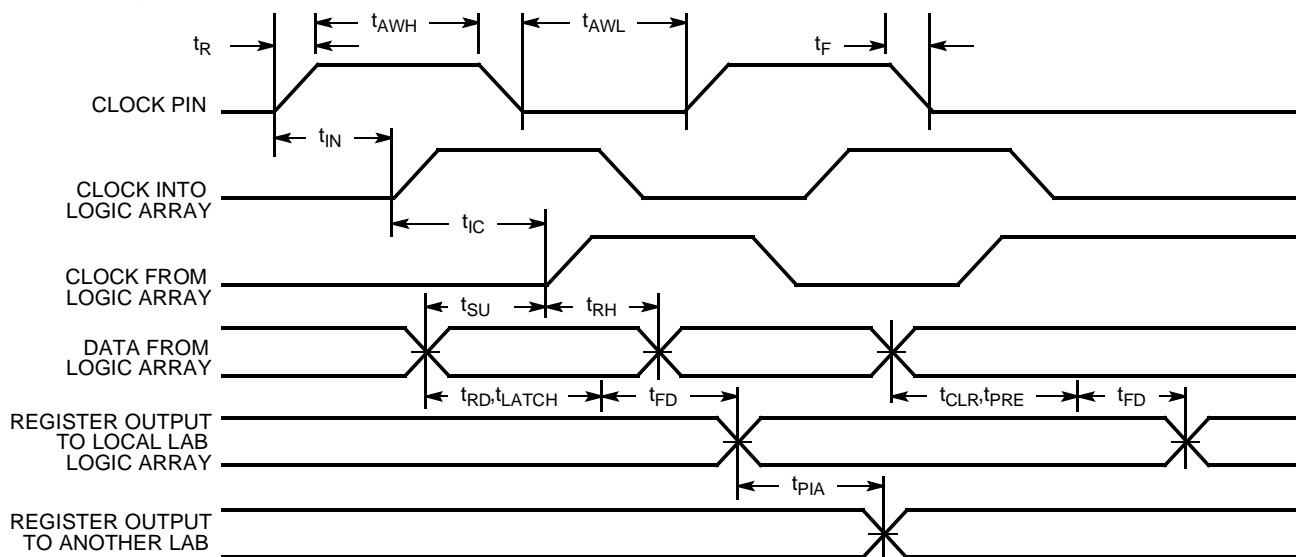 tAWH
tAWL
tR
tF
CLOCK PIN
tIN
CLOCK INTO
LOGIC ARRAY
tIC
CLOCK FROM
LOGIC ARRAY
tSU
tRH
DATA FROM
LOGIC ARRAY
tRD,tLATCH
tFD
tCLR,tPRE
tFD
REGISTER OUTPUT
TO LOCAL LAB
LOGIC ARRAY
tPIA
REGISTER OUTPUT
TO ANOTHER LAB